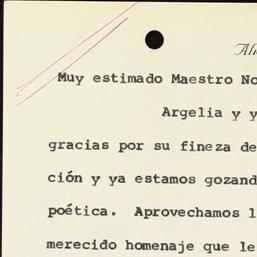 Muy estimado Maestro No
Argelia y y
gracias por su fineza de
ción y ya estamos gozand
poética. Aprovechamos l
merecido homenaje que le